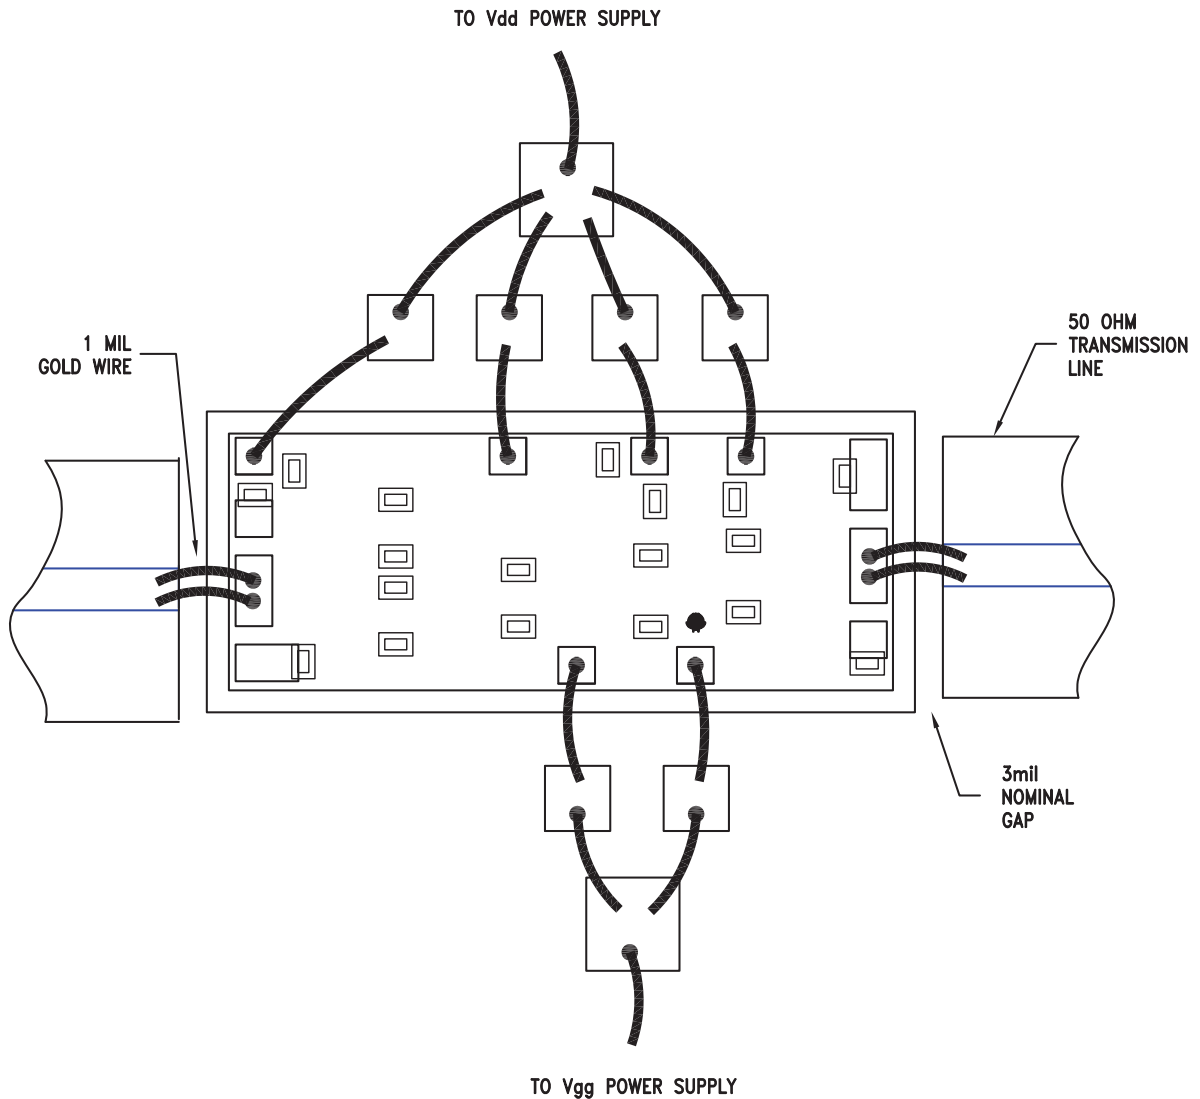 TO Vdd POWER SUPPLY
1 MIL
GOLD WIRE
50 OHM
TRANSMISSION
LINE
3mil
NOMINAL
GAP
TO Vgg POWER SUPPLY